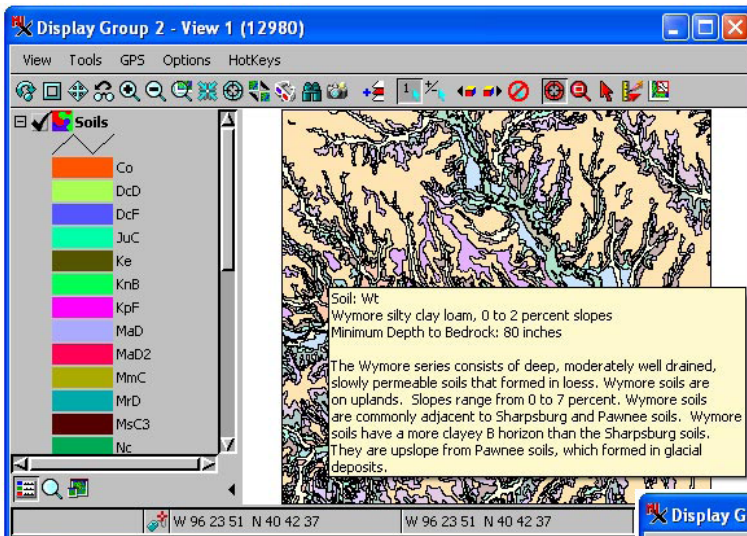 Display Group 2 - View 1 (12980)
View Tools GPS Options HotKeys
Soils
Co
DcD
DcF
JuC
Ke
KnB
KpF
MaD
MaD2
MmC
MrD
MsC3
Nc
Soil: Wt
Wymore silty clay loam, 0 to 2 percent slopes
Minimum Depth to Bedrock: 80 inches
The Wymore series consists of deep, moderately well drained,
slowly permeable soils that formed in loess. Wymore soils are
on uplands. Slopes range from 0 to 7 percent. Wymore soils
are commonly adjacent to Sharpsburg and Pawnee soils. Wymore
soils have a more clayey B horizon than the Sharpsburg soils.
They are upslope from Pawnee soils, which formed in glacial
deposits.
W 96 23 51 N 40 42 37 W 96 23 51 N 40 42 37
Display G